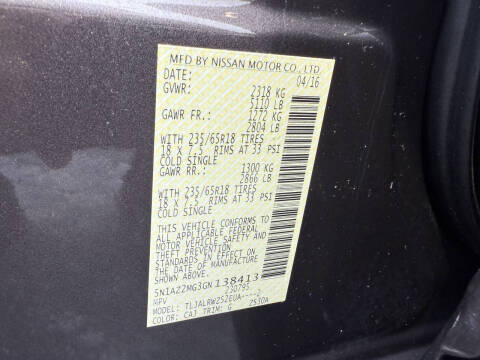 MFD BY NISSAN MOTOR CO., LTD.
DATE: 04/16
GVWR: 2318 KG
5110 LB
GAWR FR.: 1272 KG
2804 LB
WITH 235/65R18 TIRES
18 X 7.5 RIMS AT 33 PSI
COLD SINGLE
GAWR RR.: 1300 KG
2866 LB
WITH 235/65R18 TIRES
18 X 7.5 RIMS AT 33 PSI
COLD SINGLE
THIS VEHICLE CONFORMS TO
ALL APPLICABLE FEDERAL
MOTOR VEHICLE SAFETY AND
THEFT PREVENTION
STANDARDS IN EFFECT ON
THE DATE OF MANUFACTURE
SHOWN ABOVE.
5N1AZ2MG3GN138413
MPV 230795
MODEL: TLJALRWZ52EUA-----2
COLOR: CAJ TRIM: G